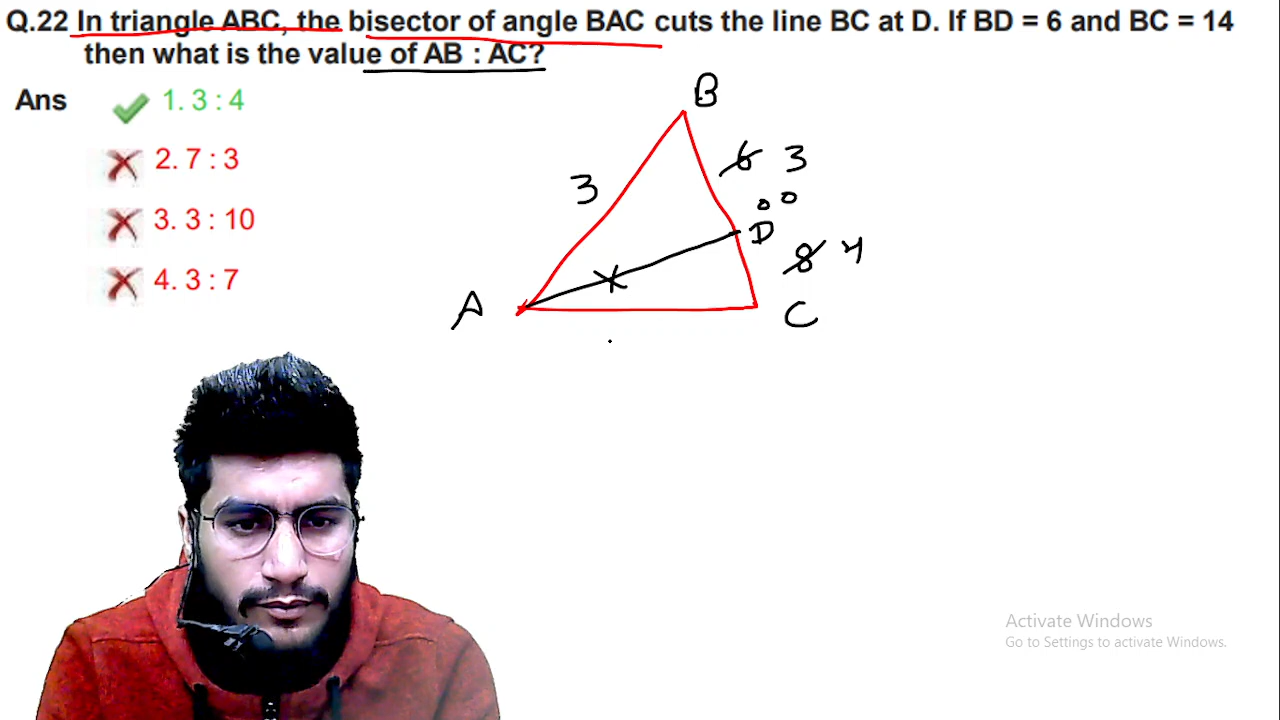 Q.22 In triangle ABC, the bisector of angle BAC cuts the line BC at D. If BD = 6 and BC = 14
then what is the value of AB : AC?
Ans
1. 3 : 4
2. 7 : 3
3. 3 : 10
4. 3 : 7
B
6 3
3
D
8 4
A
C
Activate Windows
Go to Settings to activate Windows.